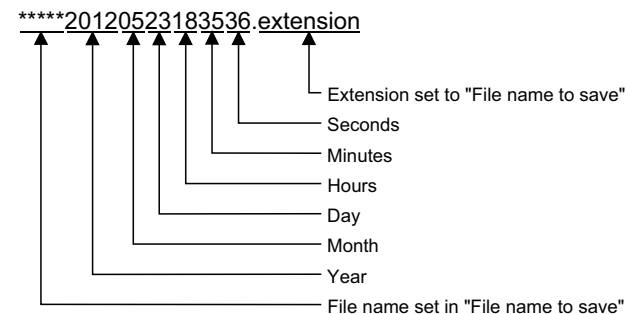 *****20120523183536.extension
Extension set to "File name to save"
Seconds
Minutes
Hours
Day
Month
Year
File name set in "File name to save"